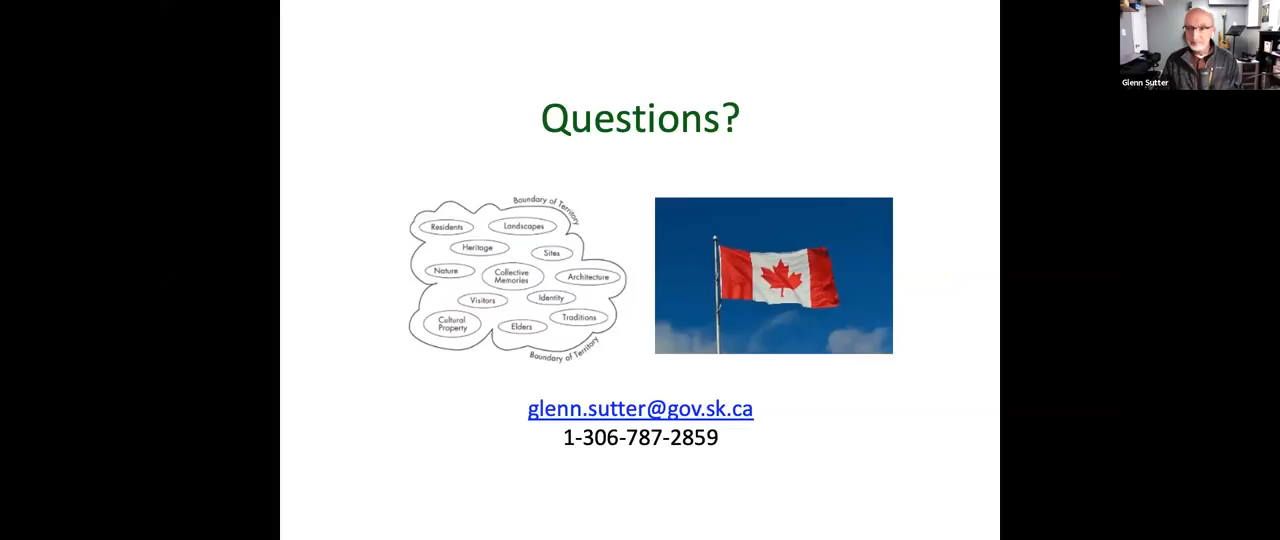 Glenn Sutter
Questions?
Boundary of Territory
Residents
Landscapes
Heritage
Sites
Nature
Collective
Memories
Architecture
Visitors
Identity
Cultural
Property
Elders
Traditions
Boundary of Territory
glenn.sutter@gov.sk.ca
1-306-787-2859